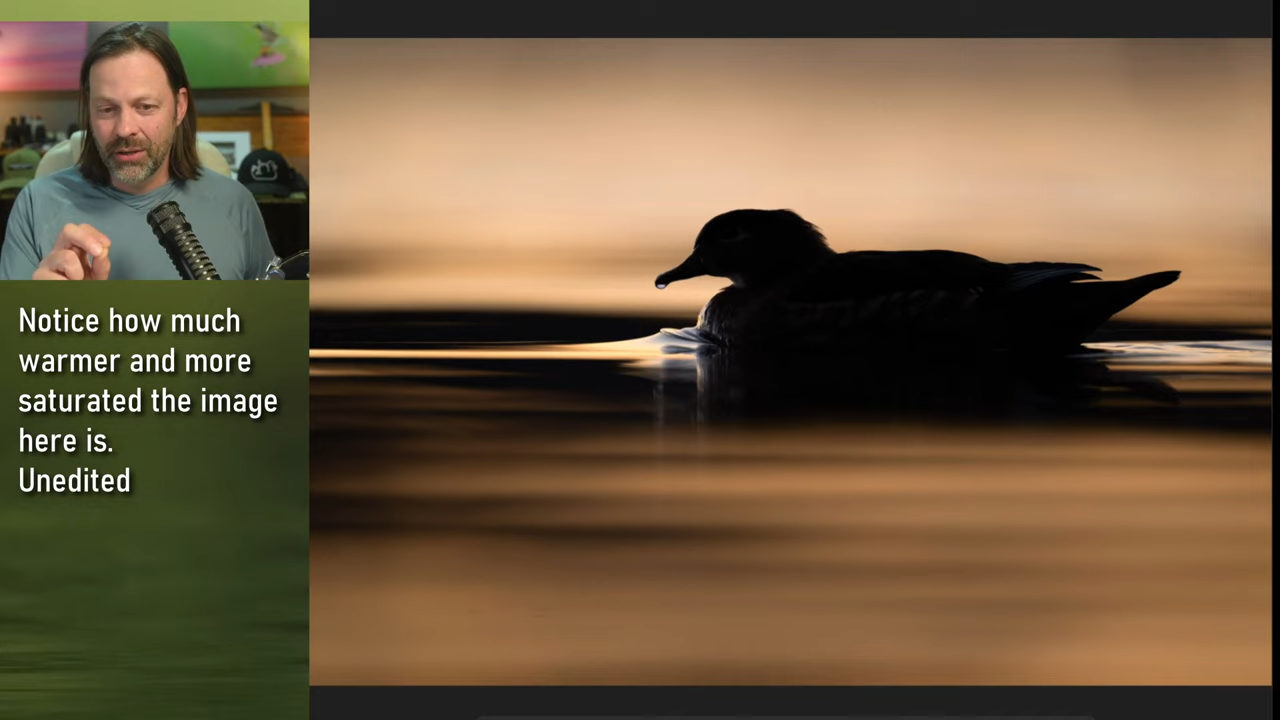 Notice how much
warmer and more
saturated the image
here is.
Unedited